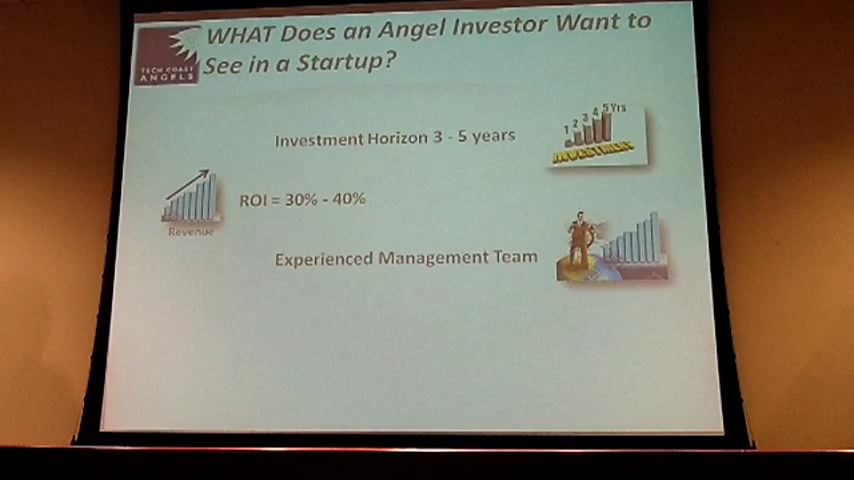 WHAT Does an Angel Investor Want to
See in a Startup?
TECH COAST
ANGELS
Investment Horizon 3 - 5 years
1 2 3 4 5 Yrs
INVESTMENT
ROI = 30% - 40%
Revenue
Experienced Management Team